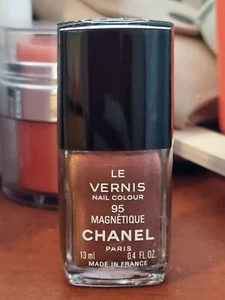 LE
VERNIS
NAIL COLOUR
95
MAGNÉTIQUE
CHANEL
PARIS
13 ml 0.4 FL.OZ.
MADE IN FRANCE